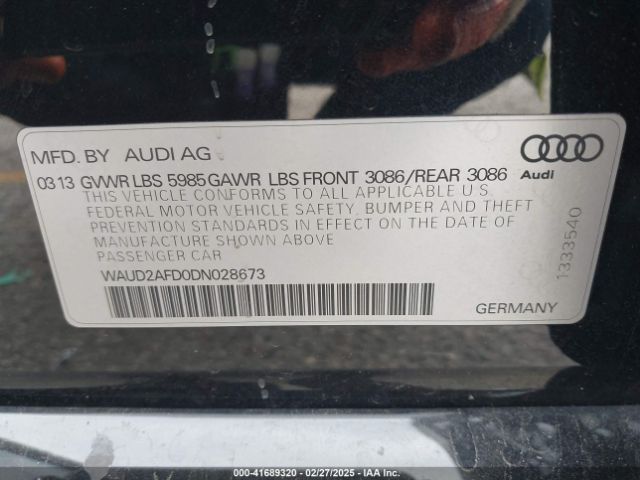 MFD. BY AUDI AG
Audi
03 13 GVWR LBS 5985 GAWR LBS FRONT 3086/REAR 3086
THIS VEHICLE CONFORMS TO ALL APPLICABLE U S
FEDERAL MOTOR VEHICLE SAFETY, BUMPER AND THEFT
PREVENTION STANDARDS IN EFFECT ON THE DATE OF
MANUFACTURE SHOWN ABOVE
PASSENGER CAR
WAUD2AFD0DN028673
1333540
GERMANY
000-41689320 | 02/27/2025 | IAA Inc.